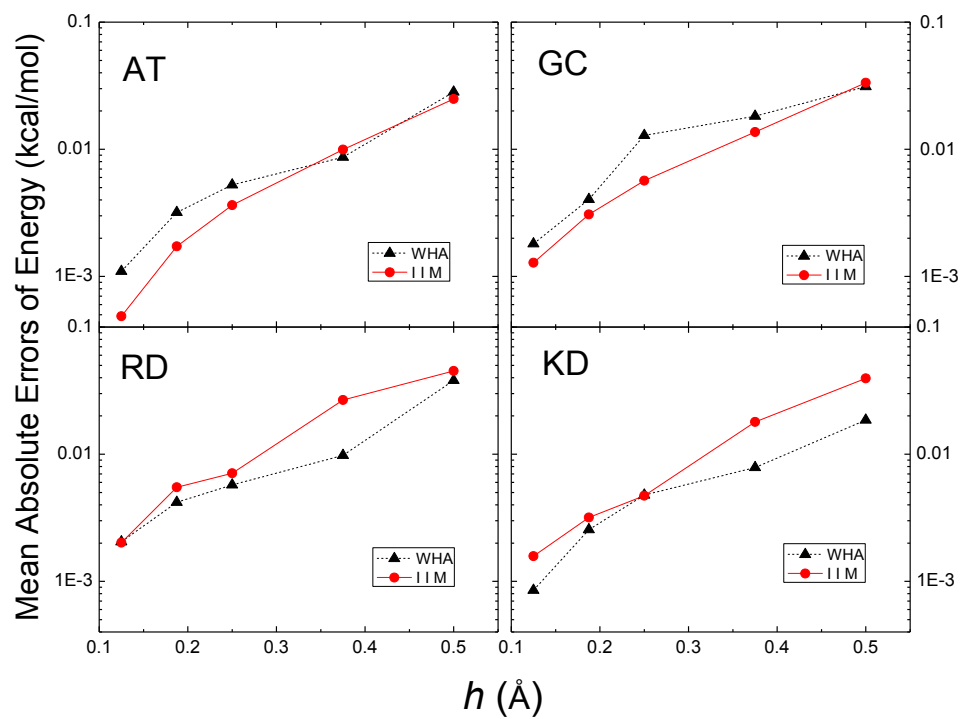 Mean Absolute Errors of Energy (kcal/mol)
0.1
0.01
1E-3
AT
WHA
I I M
GC
WHA
I I M
0.1
0.01
1E-3
0.1
0.01
1E-3
RD
WHA
I I M
KD
WHA
I I M
0.01
1E-3
0.1 0.2 0.3 0.4 0.5
0.1 0.2 0.3 0.4 0.5
h (Å)